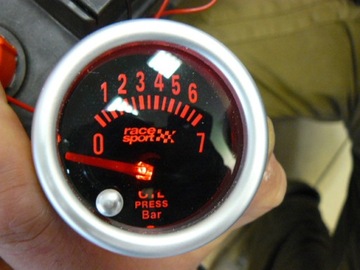 1 2 3 4 5 6
0 7
race
sport
OIL
PRESS
Bar